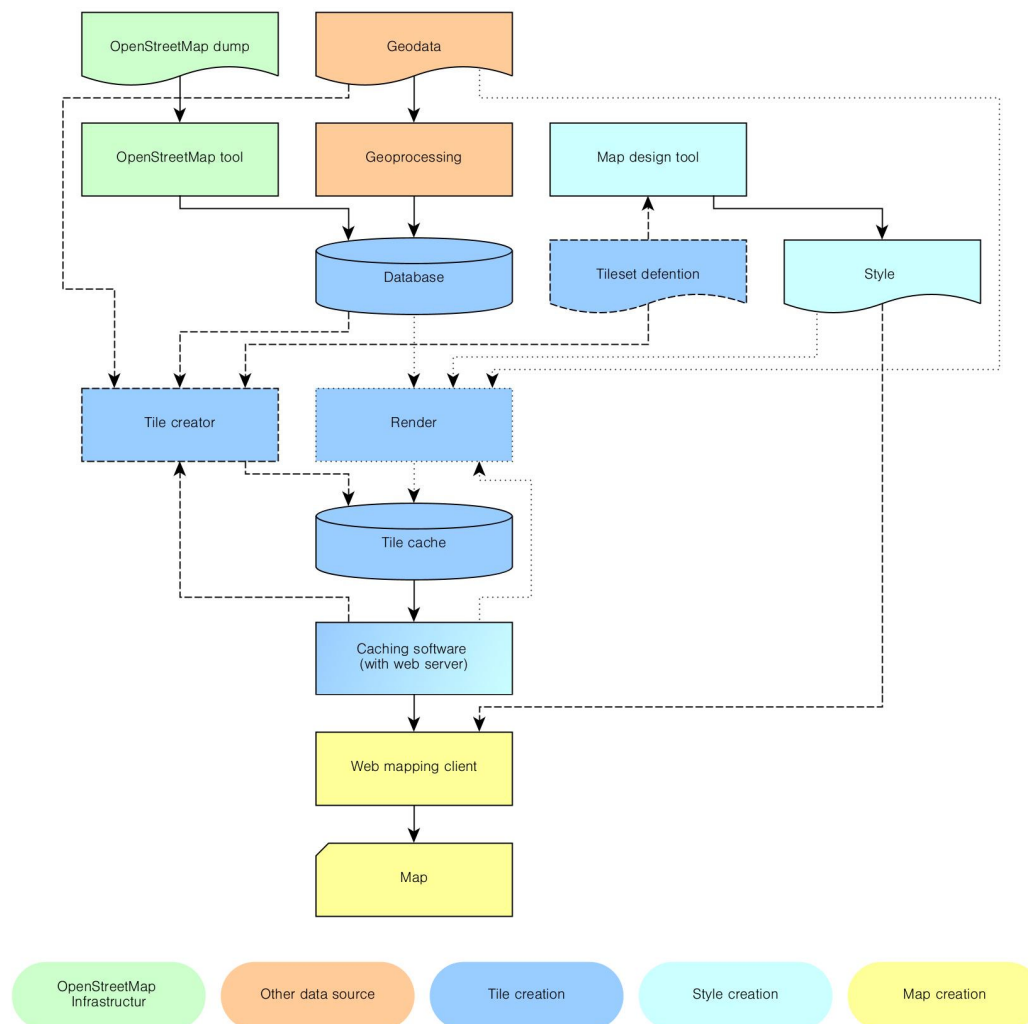 OpenStreetMap dump
Geodata
OpenStreetMap tool
Geoprocessing
Map design tool
Database
Tileset defention
Style
Tile creator
Render
Tile cache
Caching software
(with web server)
Web mapping client
Map
OpenStreetMap
Infrastructur
Other data source
Tile creation
Style creation
Map creation